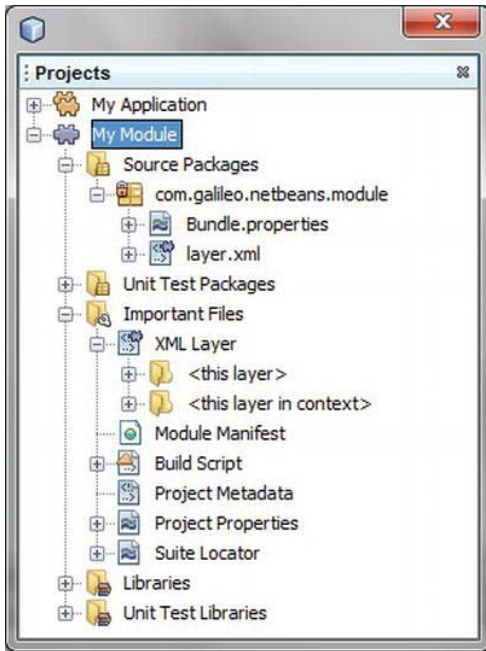 Projects
My Application
My Module
Source Packages
com.galileo.netbeans.module
Bundle.properties
layer.xml
Unit Test Packages
Important Files
XML Layer
<this layer>
<this layer in context>
Module Manifest
Build Script
Project Metadata
Project Properties
Suite Locator
Libraries
Unit Test Libraries